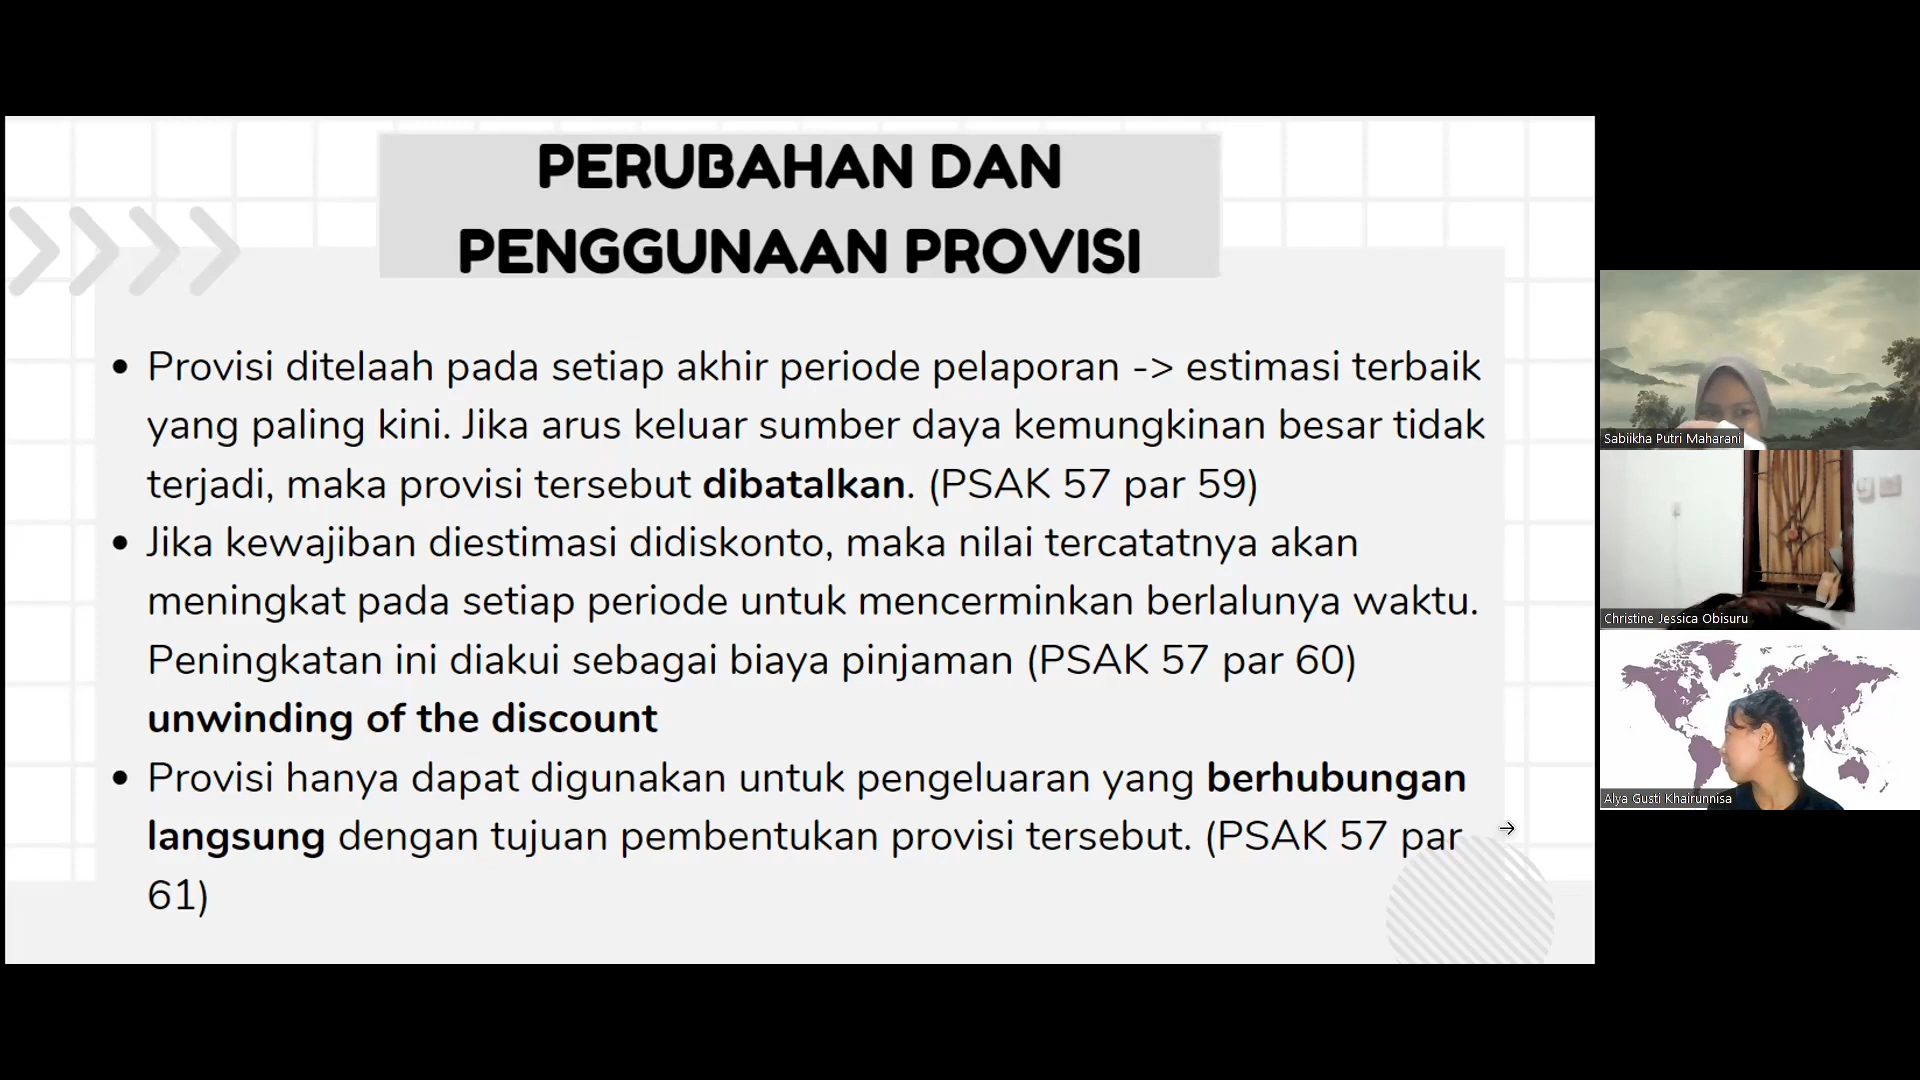 PERUBAHAN DAN
PENGGUNAAN PROVISI
• Provisi ditelaah pada setiap akhir periode pelaporan -> estimasi terbaik
yang paling kini. Jika arus keluar sumber daya kemungkinan besar tidak
terjadi, maka provisi tersebut dibatalkan. (PSAK 57 par 59)
• Jika kewajiban diestimasi didiskonto, maka nilai tercatatnya akan
meningkat pada setiap periode untuk mencerminkan berlalunya waktu.
Peningkatan ini diakui sebagai biaya pinjaman (PSAK 57 par 60)
unwinding of the discount
• Provisi hanya dapat digunakan untuk pengeluaran yang berhubungan
langsung dengan tujuan pembentukan provisi tersebut. (PSAK 57 par
61)
Sabiikha Putri Maharani
Christine Jessica Obisuru
Alya Gusti Khairunnisa